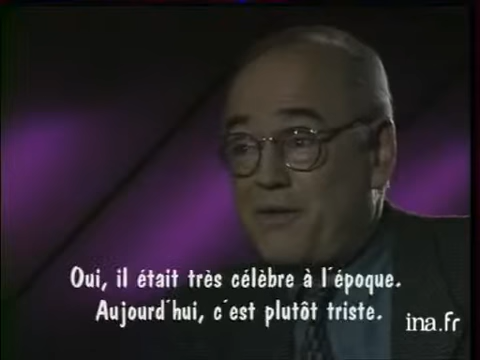 Oui, il était très célèbre à l'époque.
Aujourd'hui, c'est plutôt triste.
ina.fr